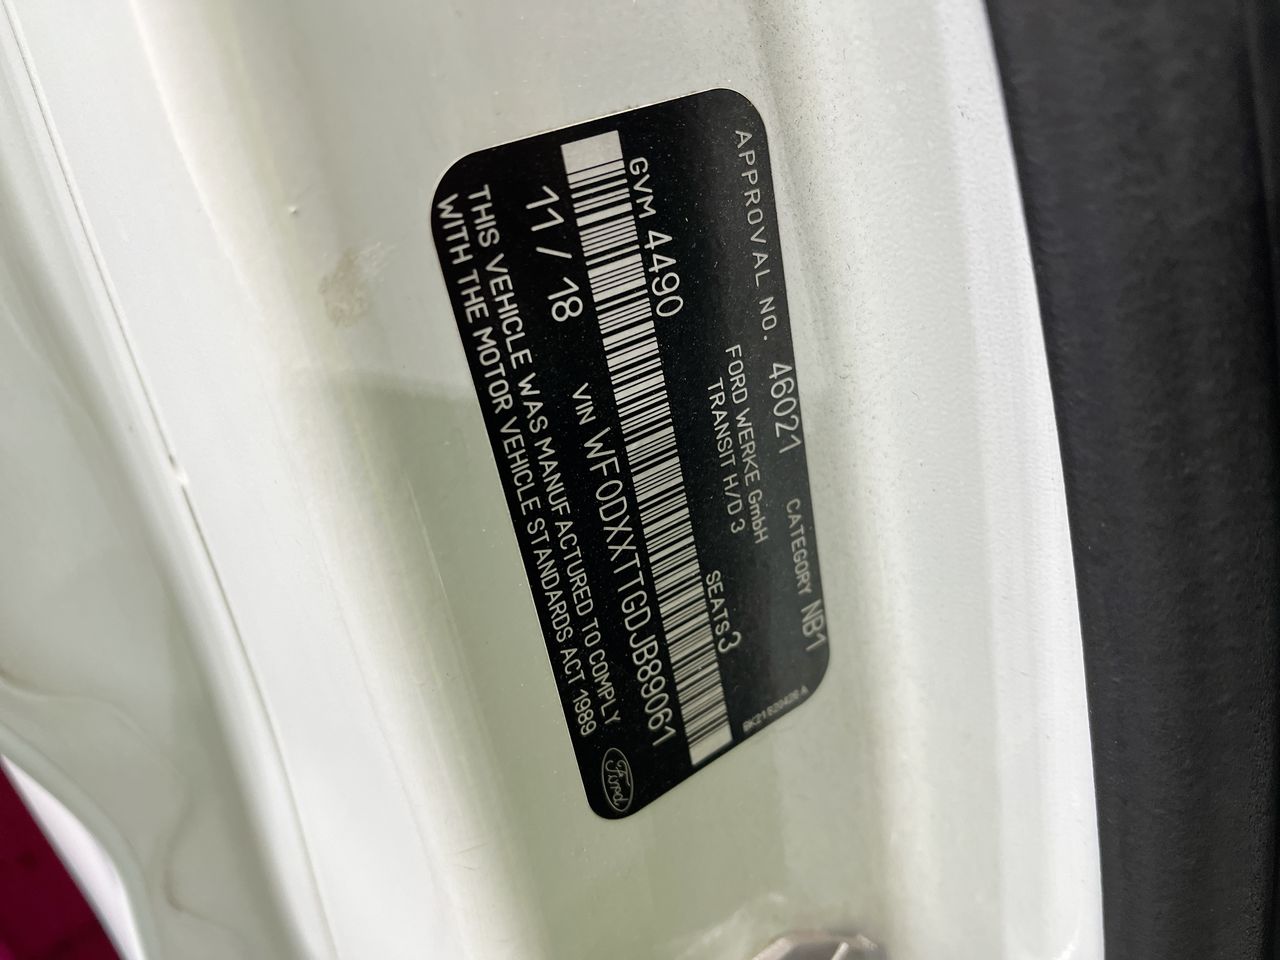 APPROVAL NO. 46021 CATEGORY NB1
FORD WERKE GmbH
TRANSIT H/D 3
GVM 4490 SEATS 3
11 / 18 VIN WF0DXXTTGDJB89061
THIS VEHICLE WAS MANUFACTURED TO COMPLY
WITH THE MOTOR VEHICLE STANDARDS ACT 1989
Ford